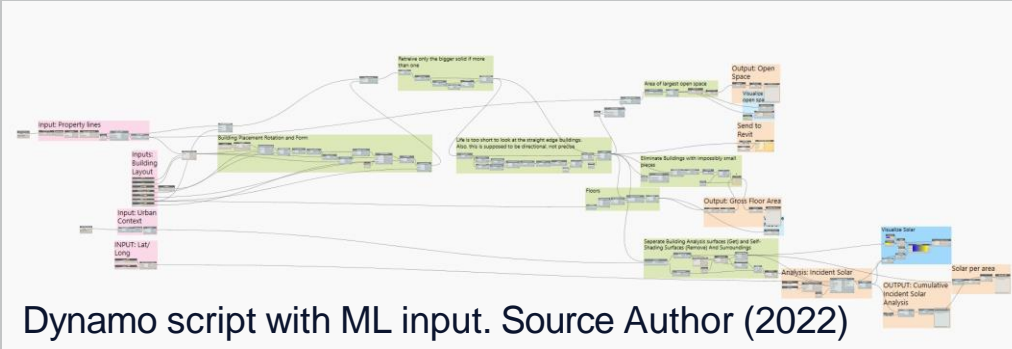 Retreive only the bigger solid if more
than one
Area of largest open space
Output: Open
Space
Visualize
open spa
Send to
Revit
Input: Property lines
Building Placement Rotation and Form
Life is too short to look at the straight edge buildings.
Also, this is supposed to be directional, not precise,
Inputs:
Building
Layout
Eliminate Buildings with impossibly small
pieces
Floors
Output: Gross Floor Area
Input: Urban
Context
INPUT: Lat/
Long
Seperate Building Analysis surfaces (Get) and Self-
Shading Surfaces (Remove) And Surroundings
Visualize Solar
Analysis: Incident Solar
Solar per area
OUTPUT: Cumulative
Incident Solar
Analysis
Dynamo script with ML input. Source Author (2022)